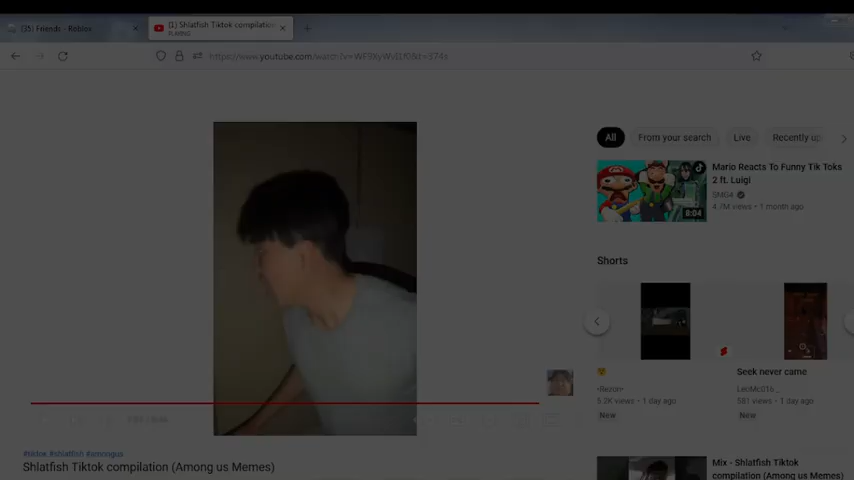 (35) Friends - Roblox
(1) Shlatfish Tiktok compilation
PLAYING
All
From your search
Live
Recently up
Mario Reacts To Funny Tik Toks
2 ft. Luigi
SMG4
4.7M views • 1 month ago
8:04
Shorts
Seek never came
•Rezor•
LeoMc016_
5.2K views • 1 day ago
581 views • 1 day ago
New
New
#tiktok #shlatfish #amongus
Shlatfish Tiktok compilation (Among us Memes)
Mix - Shlatfish Tiktok
compilation (Among us Memes)